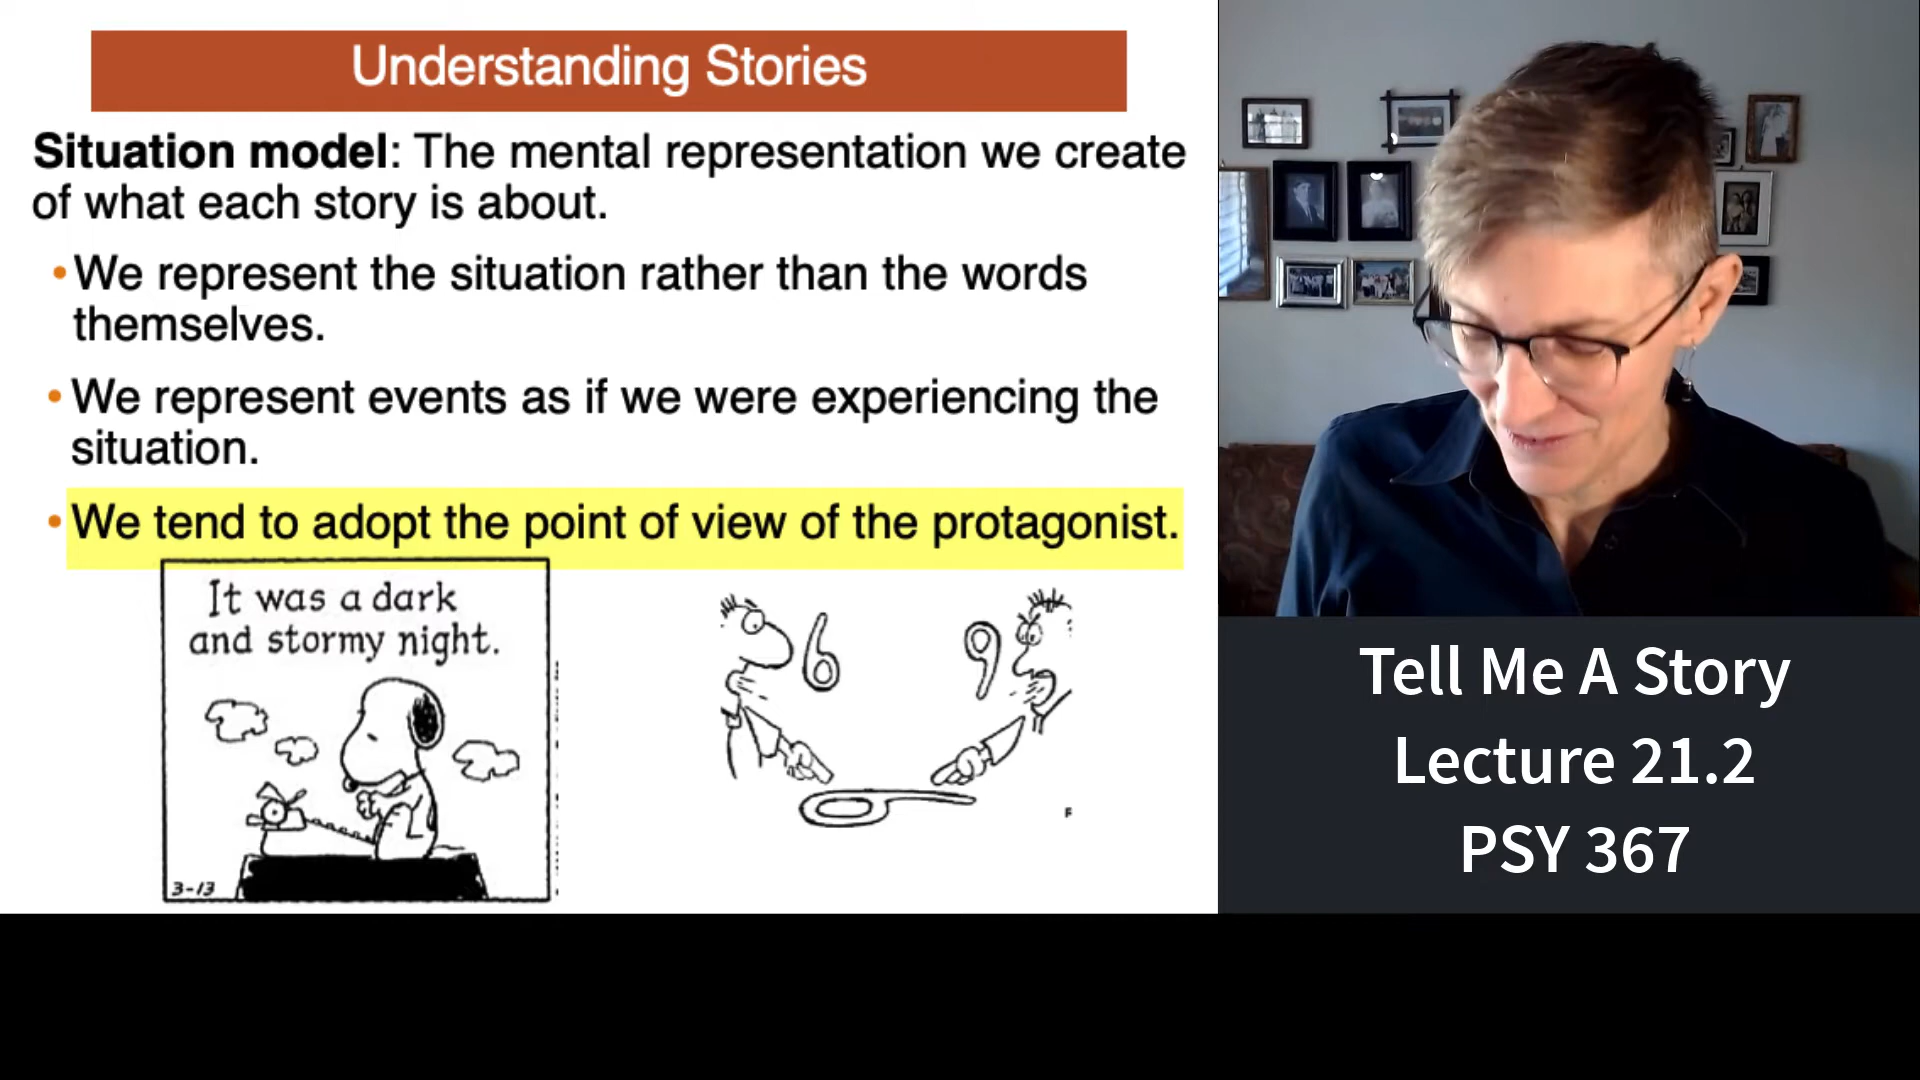 Understanding Stories
Situation model: The mental representation we create
of what each story is about.
•We represent the situation rather than the words
themselves.
•We represent events as if we were experiencing the
situation.
•We tend to adopt the point of view of the protagonist.
It was a dark
and stormy night.
3-13
6
9
F
Tell Me A Story
Lecture 21.2
PSY 367